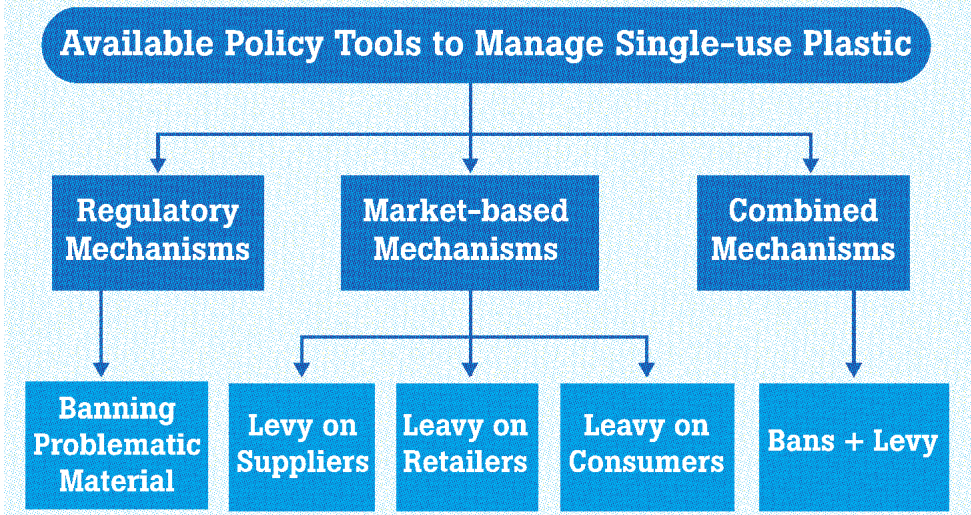 Available Policy Tools to Manage Single-use Plastic
Regulatory
Mechanisms
Market-based
Mechanisms
Combined
Mechanisms
Banning
Problematic
Material
Levy on
Suppliers
Leavy on
Retailers
Leavy on
Consumers
Bans + Levy